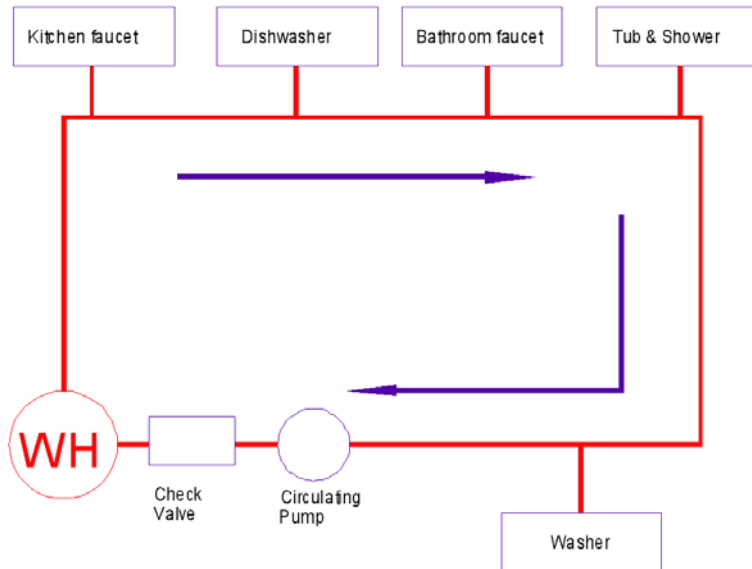 Kitchen faucet
Dishwasher
Bathroom faucet
Tub & Shower
WH
Check
Valve
Circulating
Pump
Washer